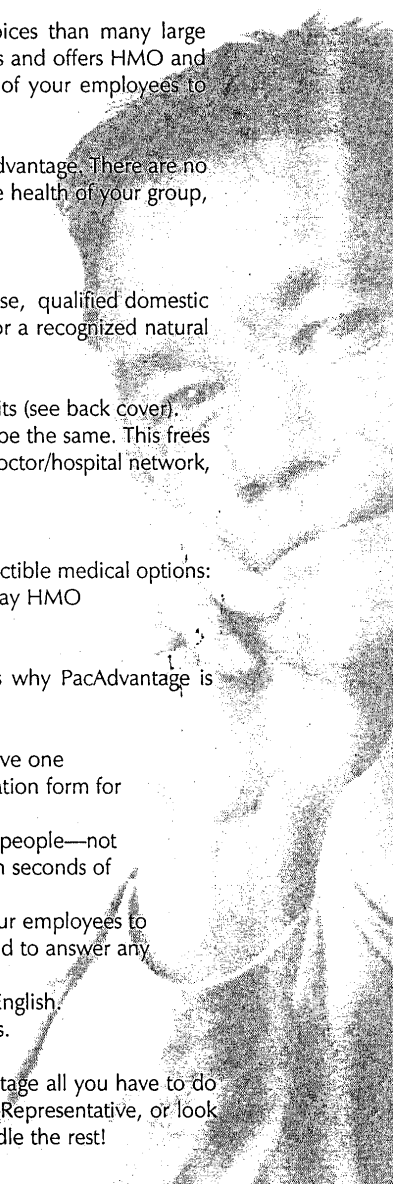 oices than many large
s and offers HMO and
of your employees to
dvantage. There are no
e health of your group,
se, qualified domestic
or a recognized natural
its (see back cover).
be the same. This frees
octor/hospital network,
ctible medical options:
ay HMO
s why PacAdvantage is
ve one
ation form for
people—not
n seconds of
ur employees to
d to answer any
English.
s.
tage all you have to do
Representative, or look
dle the rest!